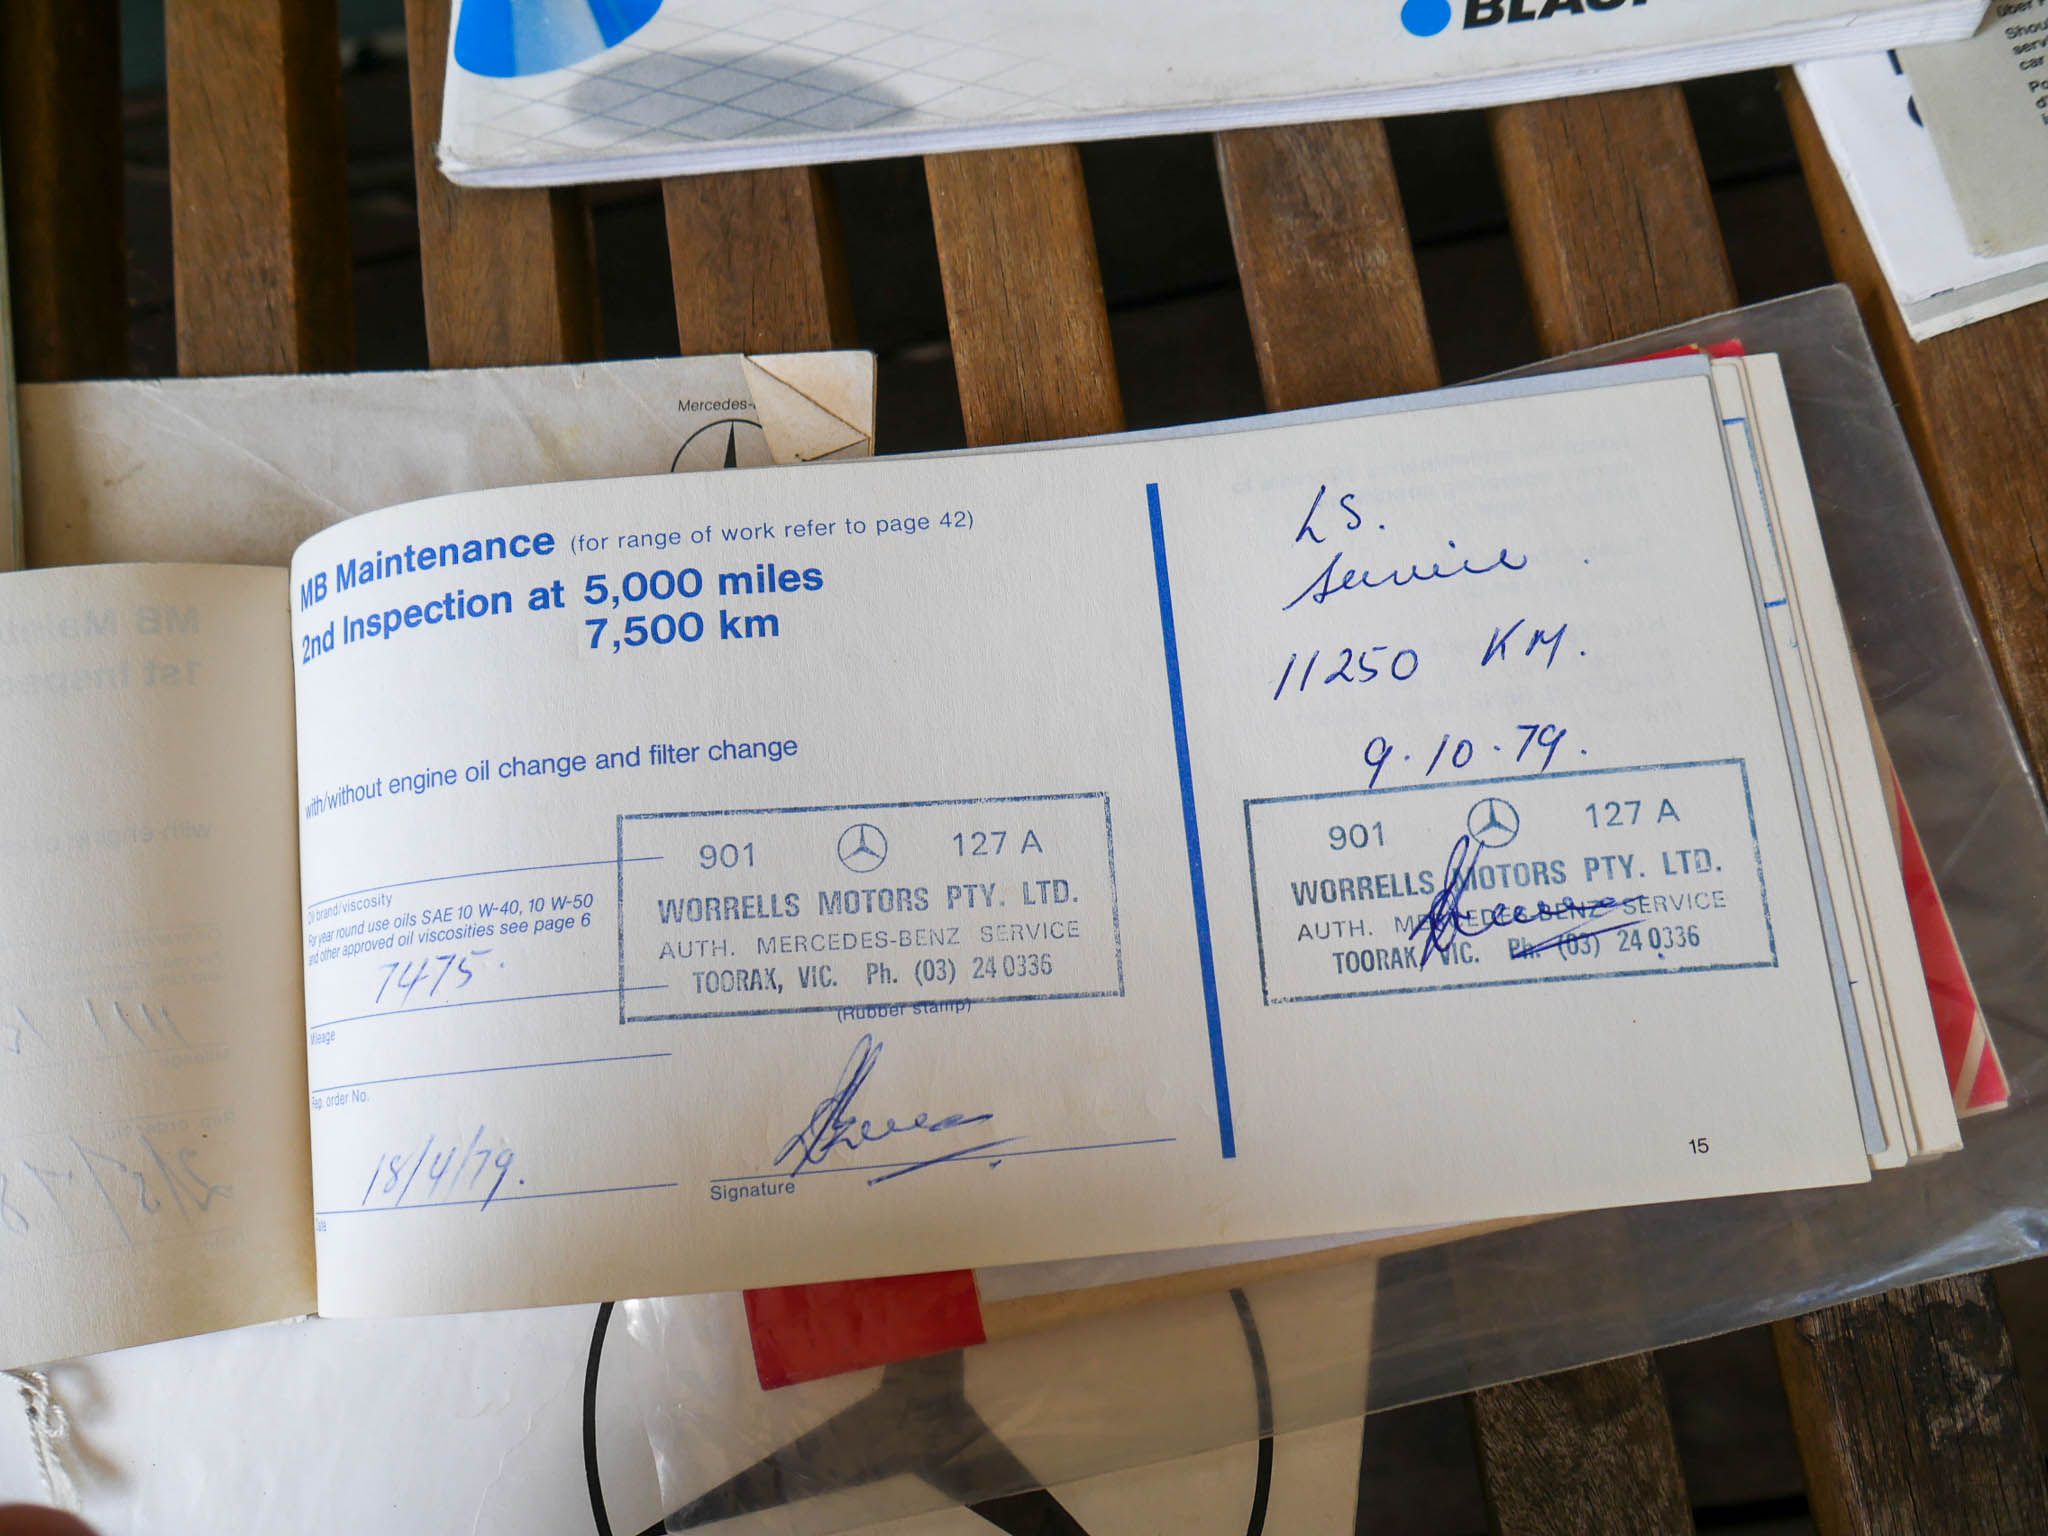 Mercedes-
MB Maintenance (for range of work refer to page 42)
2nd Inspection at 5,000 miles
7,500 km
with/without engine oil change and filter change
Oil brand/viscosity
For year round use oils SAE 10 W-40, 10 W-50
and other approved oil viscosities see page 6
7475.
Mileage
Rep. order No.
18/4/79.
Date
901 127 A
WORRELLS MOTORS PTY. LTD.
AUTH. MERCEDES-BENZ SERVICE
TOORAK, VIC. Ph. (03) 24 0336
(Rubber stamp)
Signature
LS.
Service.
11250 KM.
9.10.79.
901 127 A
WORRELLS MOTORS PTY. LTD.
AUTH. MERCEDES-BENZ SERVICE
TOORAK, VIC. Ph. (03) 24 0336
15